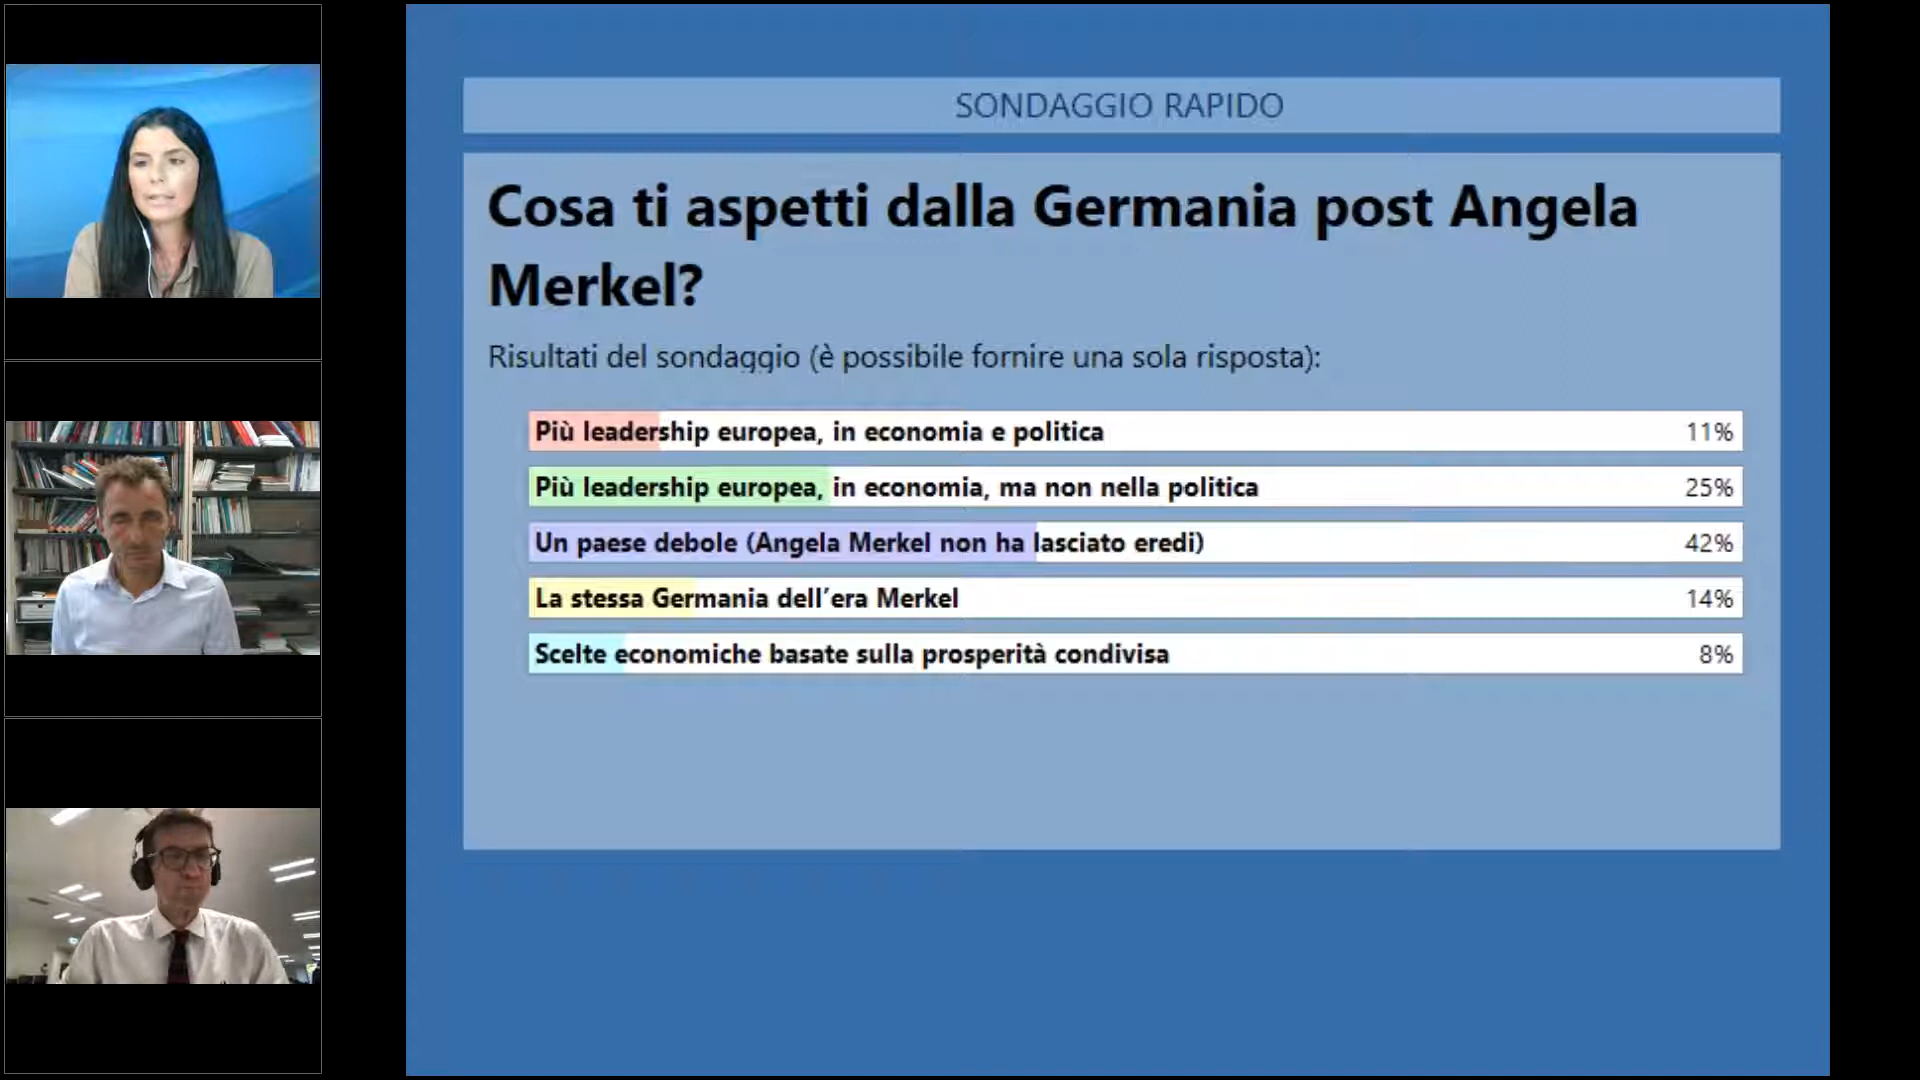 SONDAGGIO RAPIDO
Cosa ti aspetti dalla Germania post Angela
Merkel?
Risultati del sondaggio (è possibile fornire una sola risposta):
Più leadership europea, in economia e politica 11%
Più leadership europea, in economia, ma non nella politica 25%
Un paese debole (Angela Merkel non ha lasciato eredi) 42%
La stessa Germania dell’era Merkel 14%
Scelte economiche basate sulla prosperità condivisa 8%